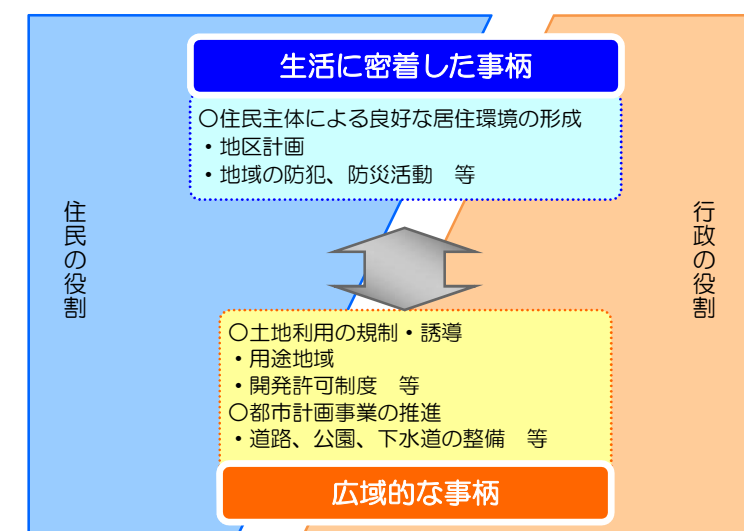 生活に密着した事柄
〇住民主体による良好な居住環境の形成
・地区計画
・地域の防犯、防災活動　等
住民の役割
行政の役割
〇土地利用の規制・誘導
・用途地域
・開発許可制度　等
〇都市計画事業の推進
・道路、公園、下水道の整備　等
広域的な事柄